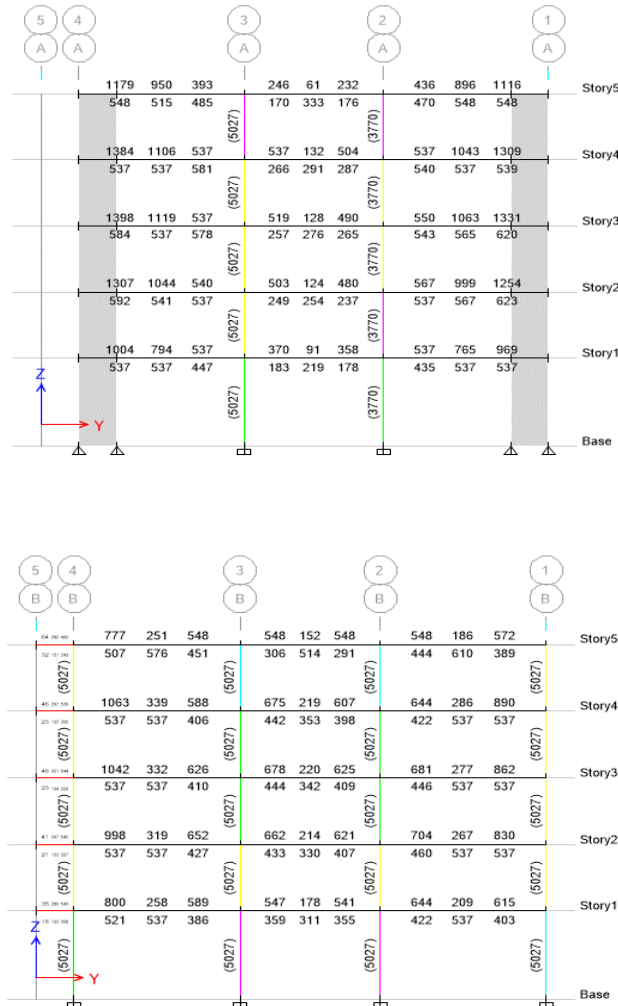 5 4 3 2 1
A A A A
1179 950 393 246 61 232 436 896 1116 Story5
548 515 485 170 333 176 470 548 548
(5027) (3770)
1384 1106 537 537 132 504 537 1043 1309 Story4
537 537 581 266 291 287 540 537 539
(5027) (3770)
1398 1119 537 519 128 490 550 1063 1331 Story3
584 537 578 257 276 265 543 565 620
(5027) (3770)
1307 1044 540 503 124 480 567 999 1254 Story2
592 541 537 249 254 237 537 567 623
(5027) (3770)
1004 794 537 370 91 358 537 765 969 Story1
537 537 447 183 219 178 435 537 537
Z
(5027) (3770)
Y
Base
5 4 3 2 1
B B B B B
777 251 548 548 152 548 548 186 572 Story5
507 576 451 306 514 291 444 610 389
(5027) (5027) (5027) (5027)
1063 339 588 675 219 607 644 286 890 Story4
537 537 406 442 353 398 422 537 537
(5027) (5027) (5027) (5027)
1042 332 626 678 220 625 681 277 862 Story3
537 537 410 444 342 409 446 537 537
(5027) (5027) (5027) (5027)
998 319 652 662 214 621 704 267 830 Story2
537 537 427 433 330 407 460 537 537
(5027) (5027) (5027) (5027)
800 258 589 547 178 541 644 209 615 Story1
521 537 386 359 311 355 422 537 403
Z
(5027) (5027) (5027) (5027)
Y
Base